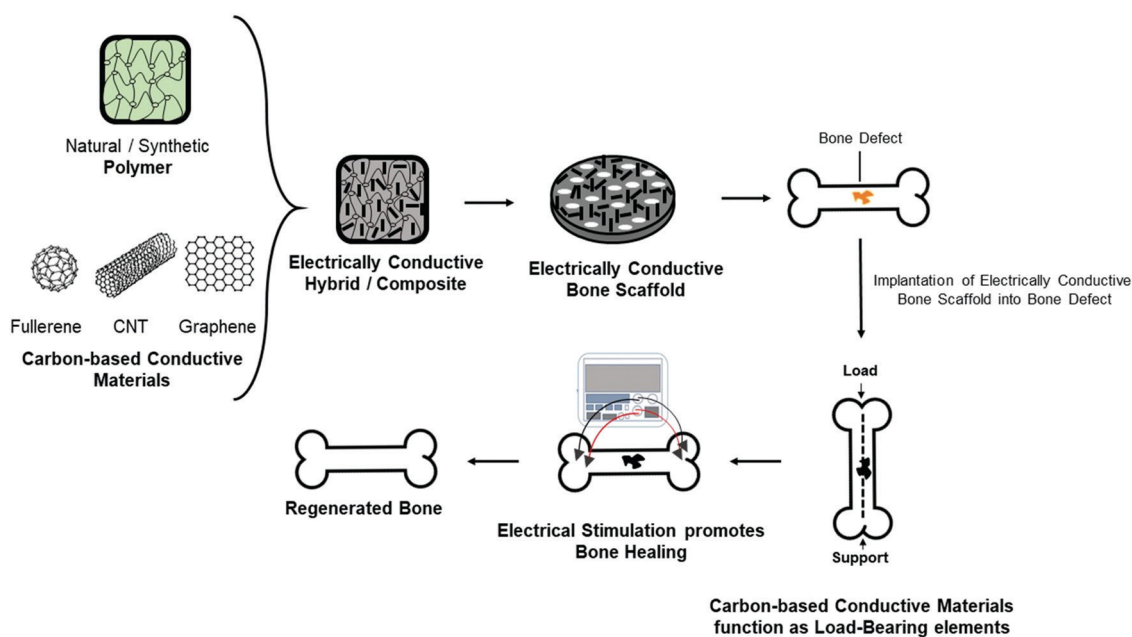 Natural / Synthetic
Polymer
Fullerene CNT Graphene
Carbon-based Conductive
Materials
Electrically Conductive
Hybrid / Composite
Electrically Conductive
Bone Scaffold
Bone Defect
Implantation of Electrically Conductive
Bone Scaffold into Bone Defect
Load
Support
Carbon-based Conductive Materials
function as Load-Bearing elements
Electrical Stimulation promotes
Bone Healing
Regenerated Bone